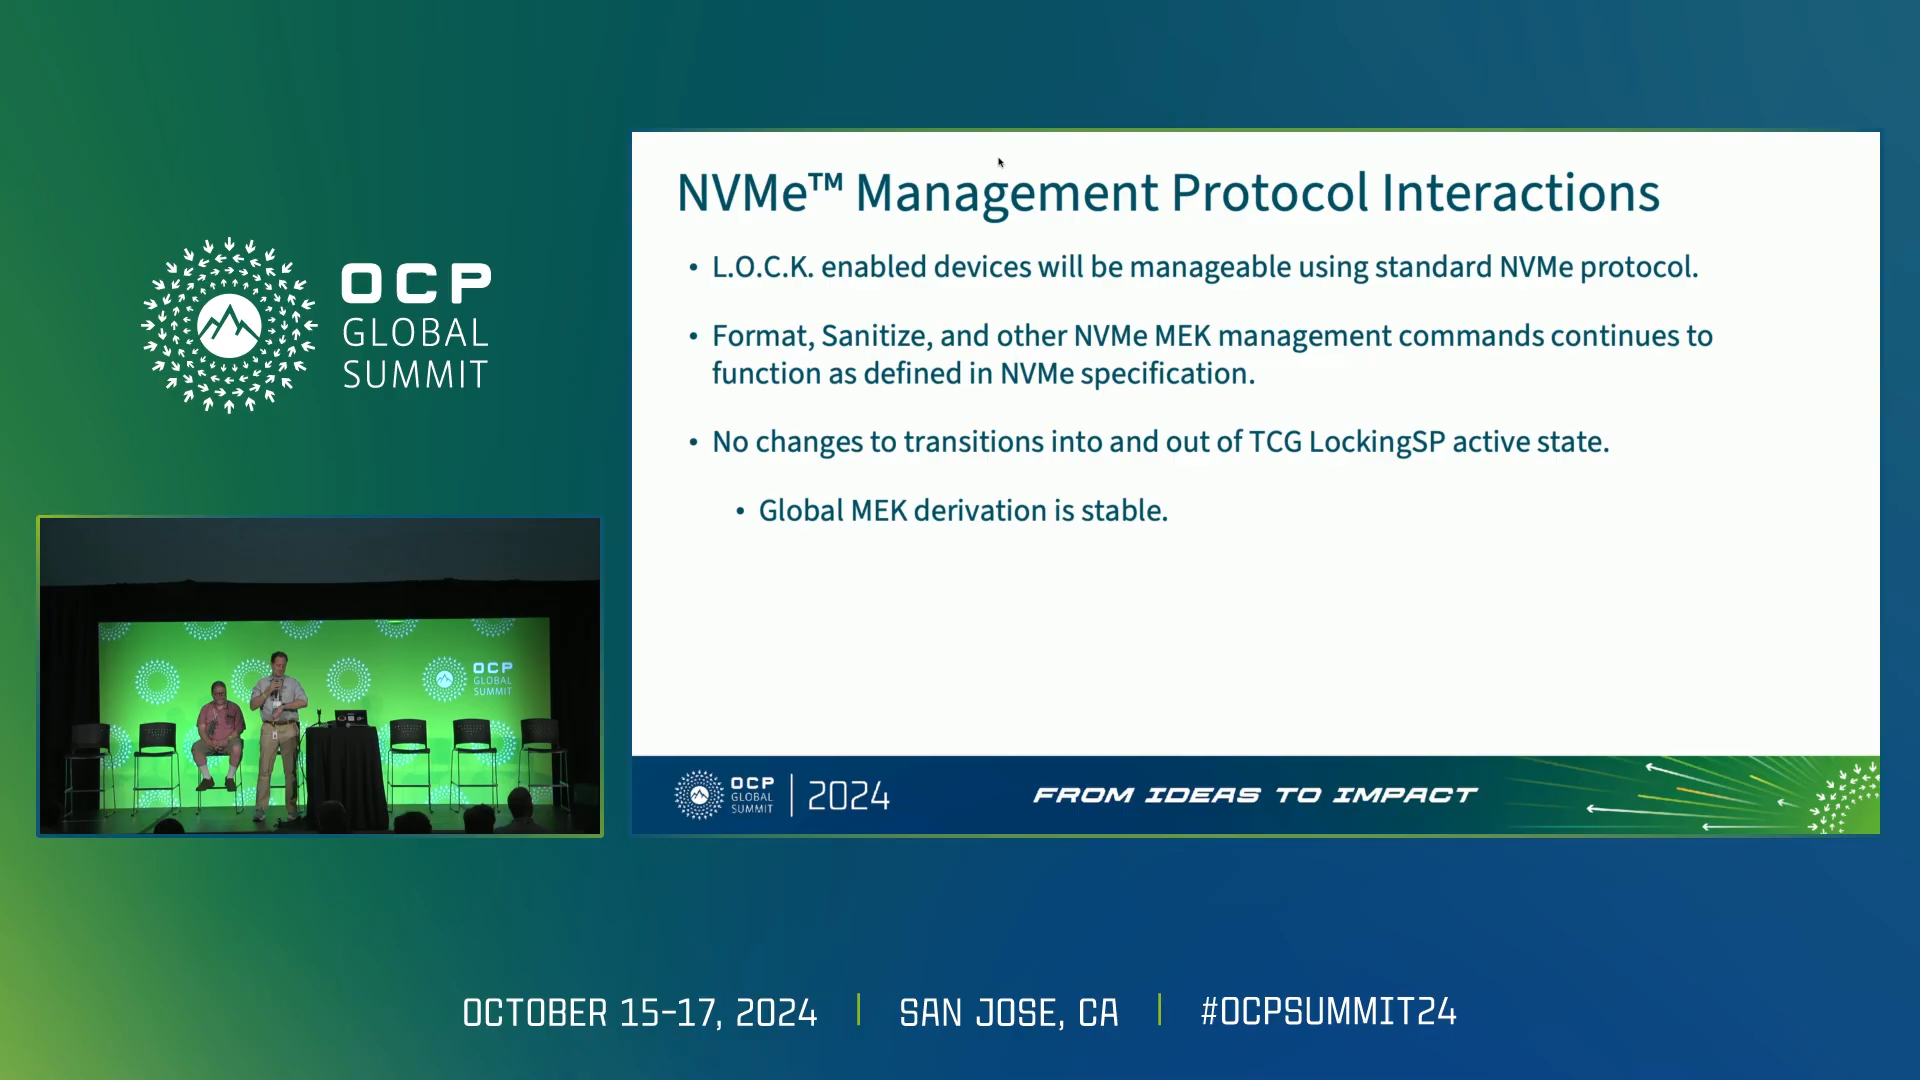 OCP
GLOBAL
SUMMIT
NVMe™ Management Protocol Interactions
• L.O.C.K. enabled devices will be manageable using standard NVMe protocol.
• Format, Sanitize, and other NVMe MEK management commands continues to
function as defined in NVMe specification.
• No changes to transitions into and out of TCG LockingSP active state.
• Global MEK derivation is stable.
OCP
GLOBAL
SUMMIT
2024
FROM IDEAS TO IMPACT
OCP
GLOBAL
SUMMIT
OCTOBER 15-17, 2024 | SAN JOSE, CA | #OCPSUMMIT24